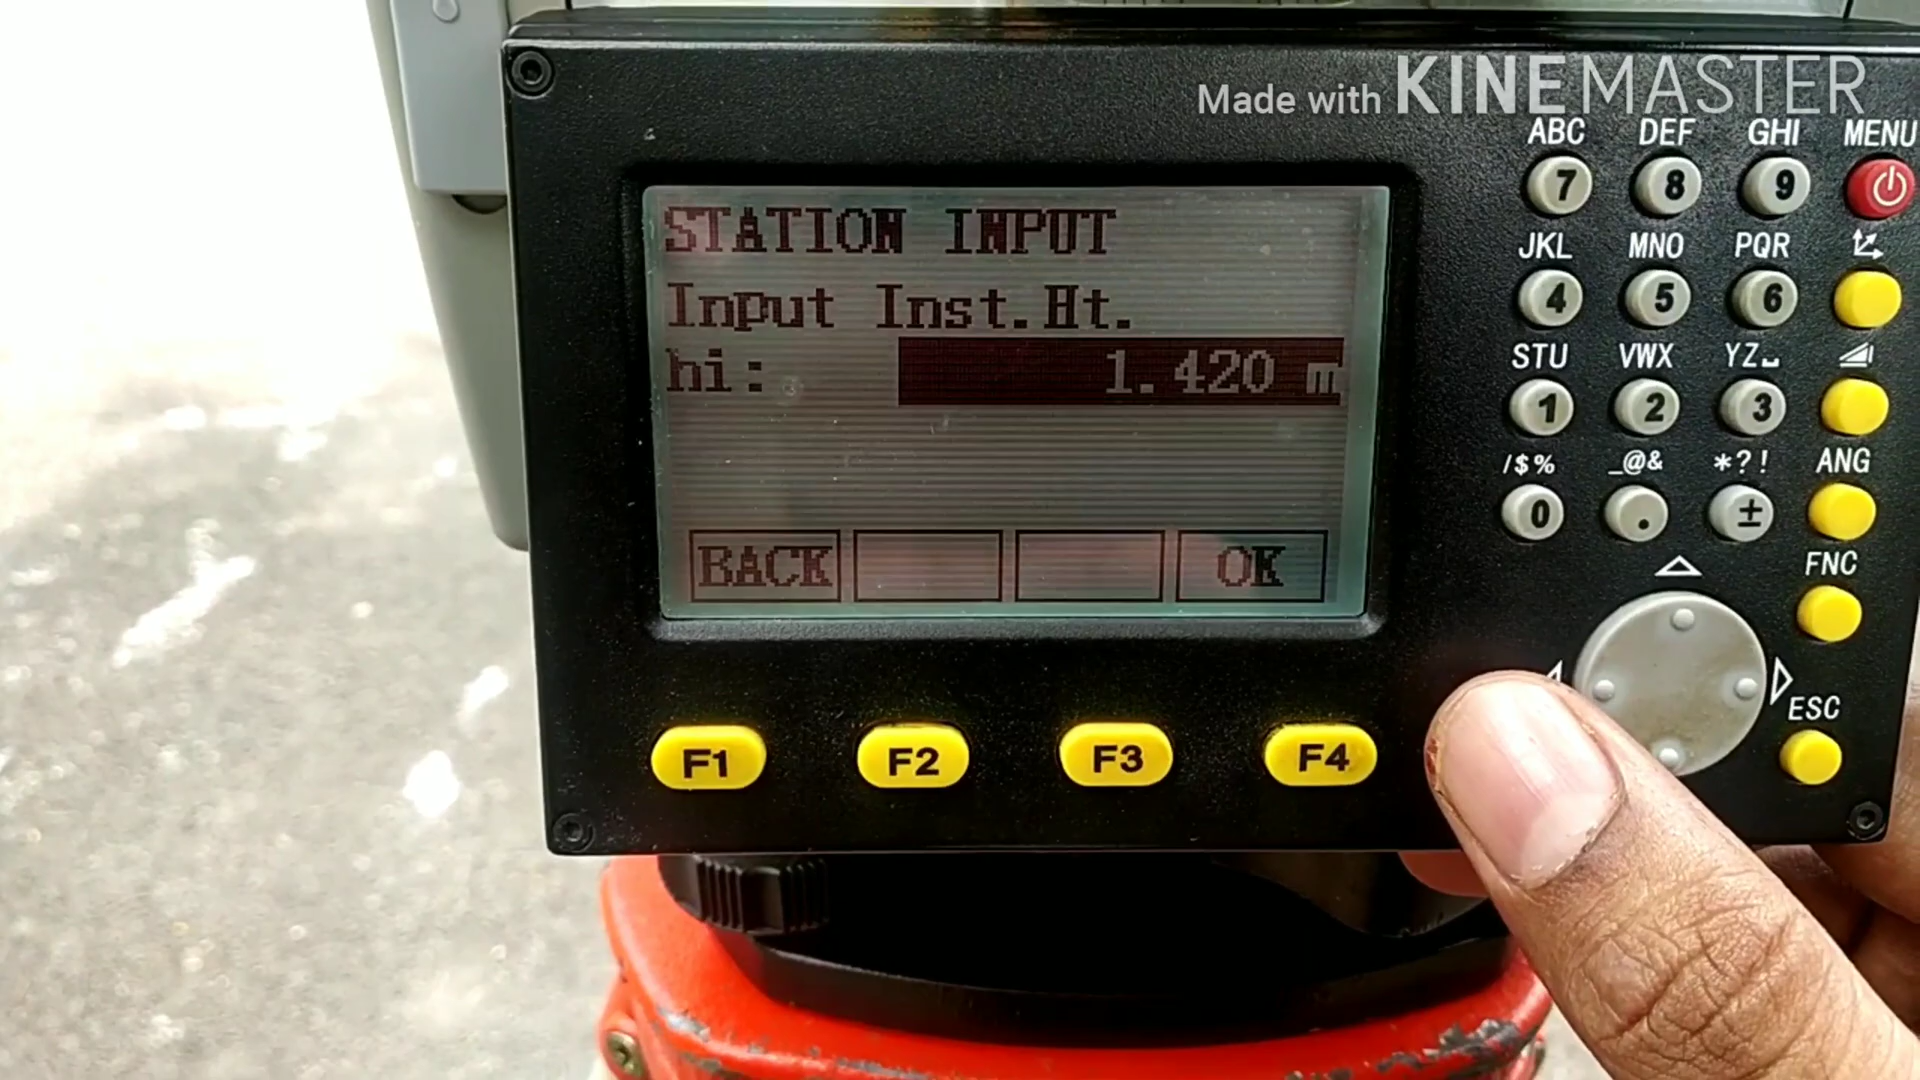 Made with KINEMASTER
ABC DEF GHI MENU
7 8 9
STATION INPUT
JKL MNO PQR
Input Inst.Ht.
4 5 6
hi: 1.420 m
STU VWX YZ␣
1 2 3
/$% _@& *?! ANG
0 . ±
BACK OK
FNC
ESC
F1 F2 F3 F4